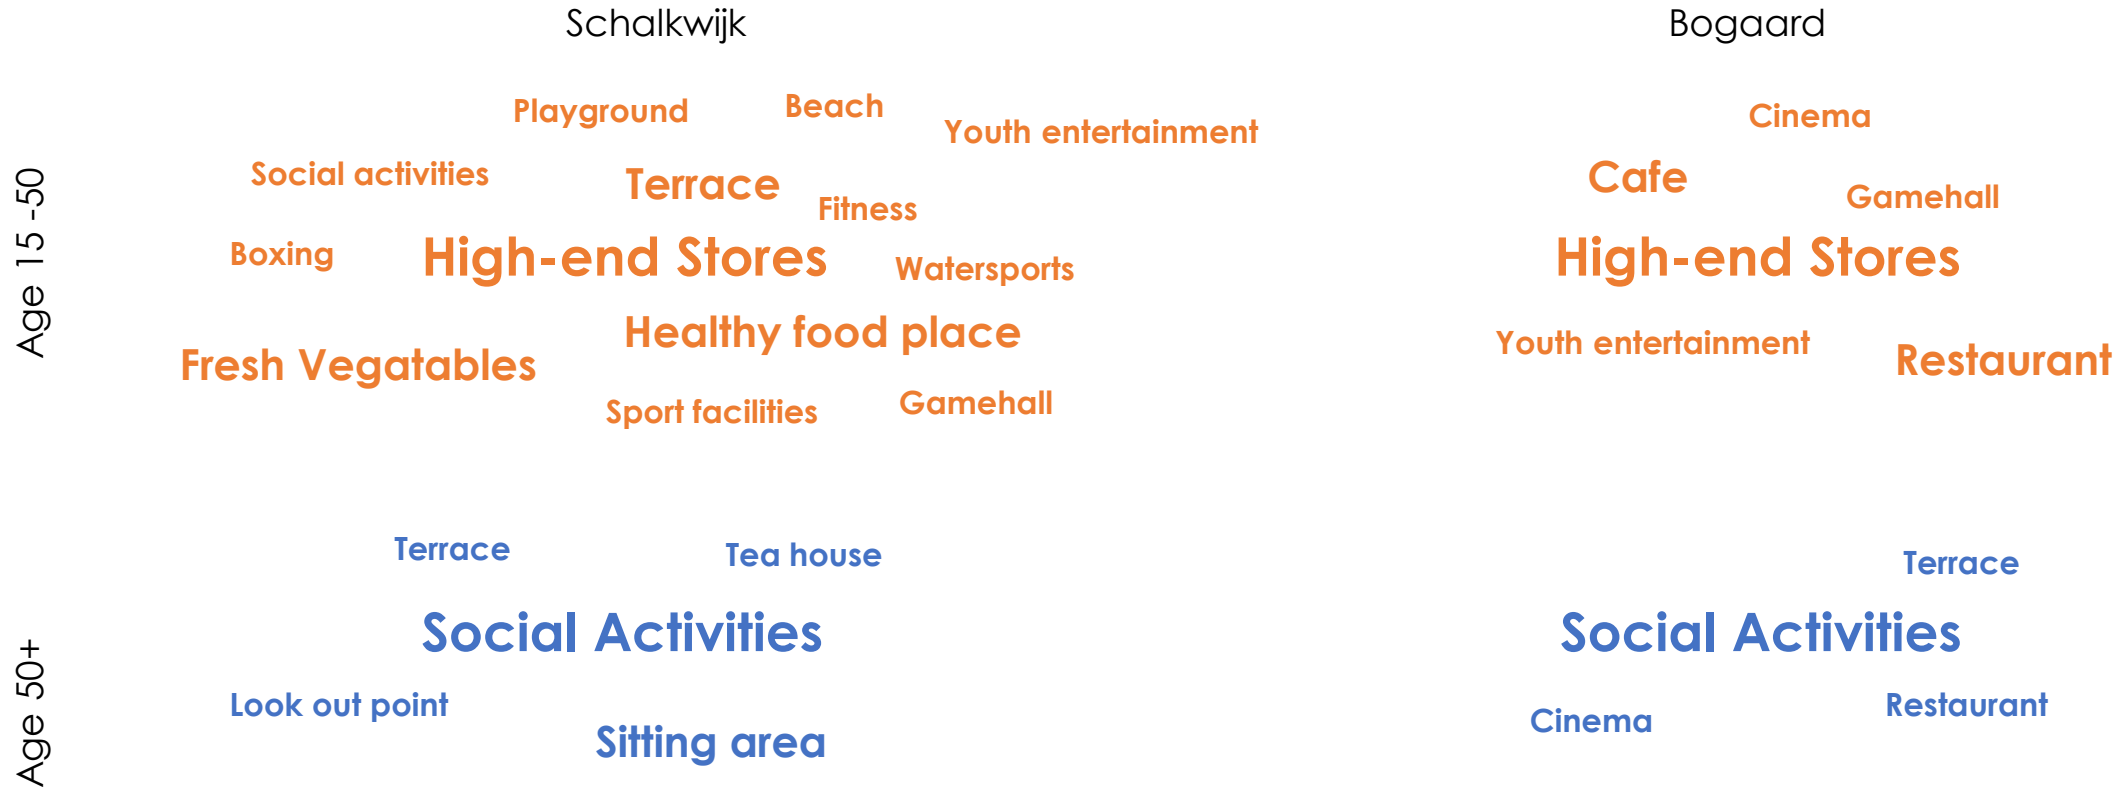 Schalkwijk
Bogaard
Age 15 -50
Playground
Beach
Youth entertainment
Social activities
Terrace
Fitness
Boxing
High-end Stores
Watersports
Healthy food place
Fresh Vegatables
Sport facilities
Gamehall
Cinema
Cafe
Gamehall
High-end Stores
Youth entertainment
Restaurant
Age 50+
Terrace
Tea house
Social Activities
Look out point
Sitting area
Terrace
Social Activities
Restaurant
Cinema